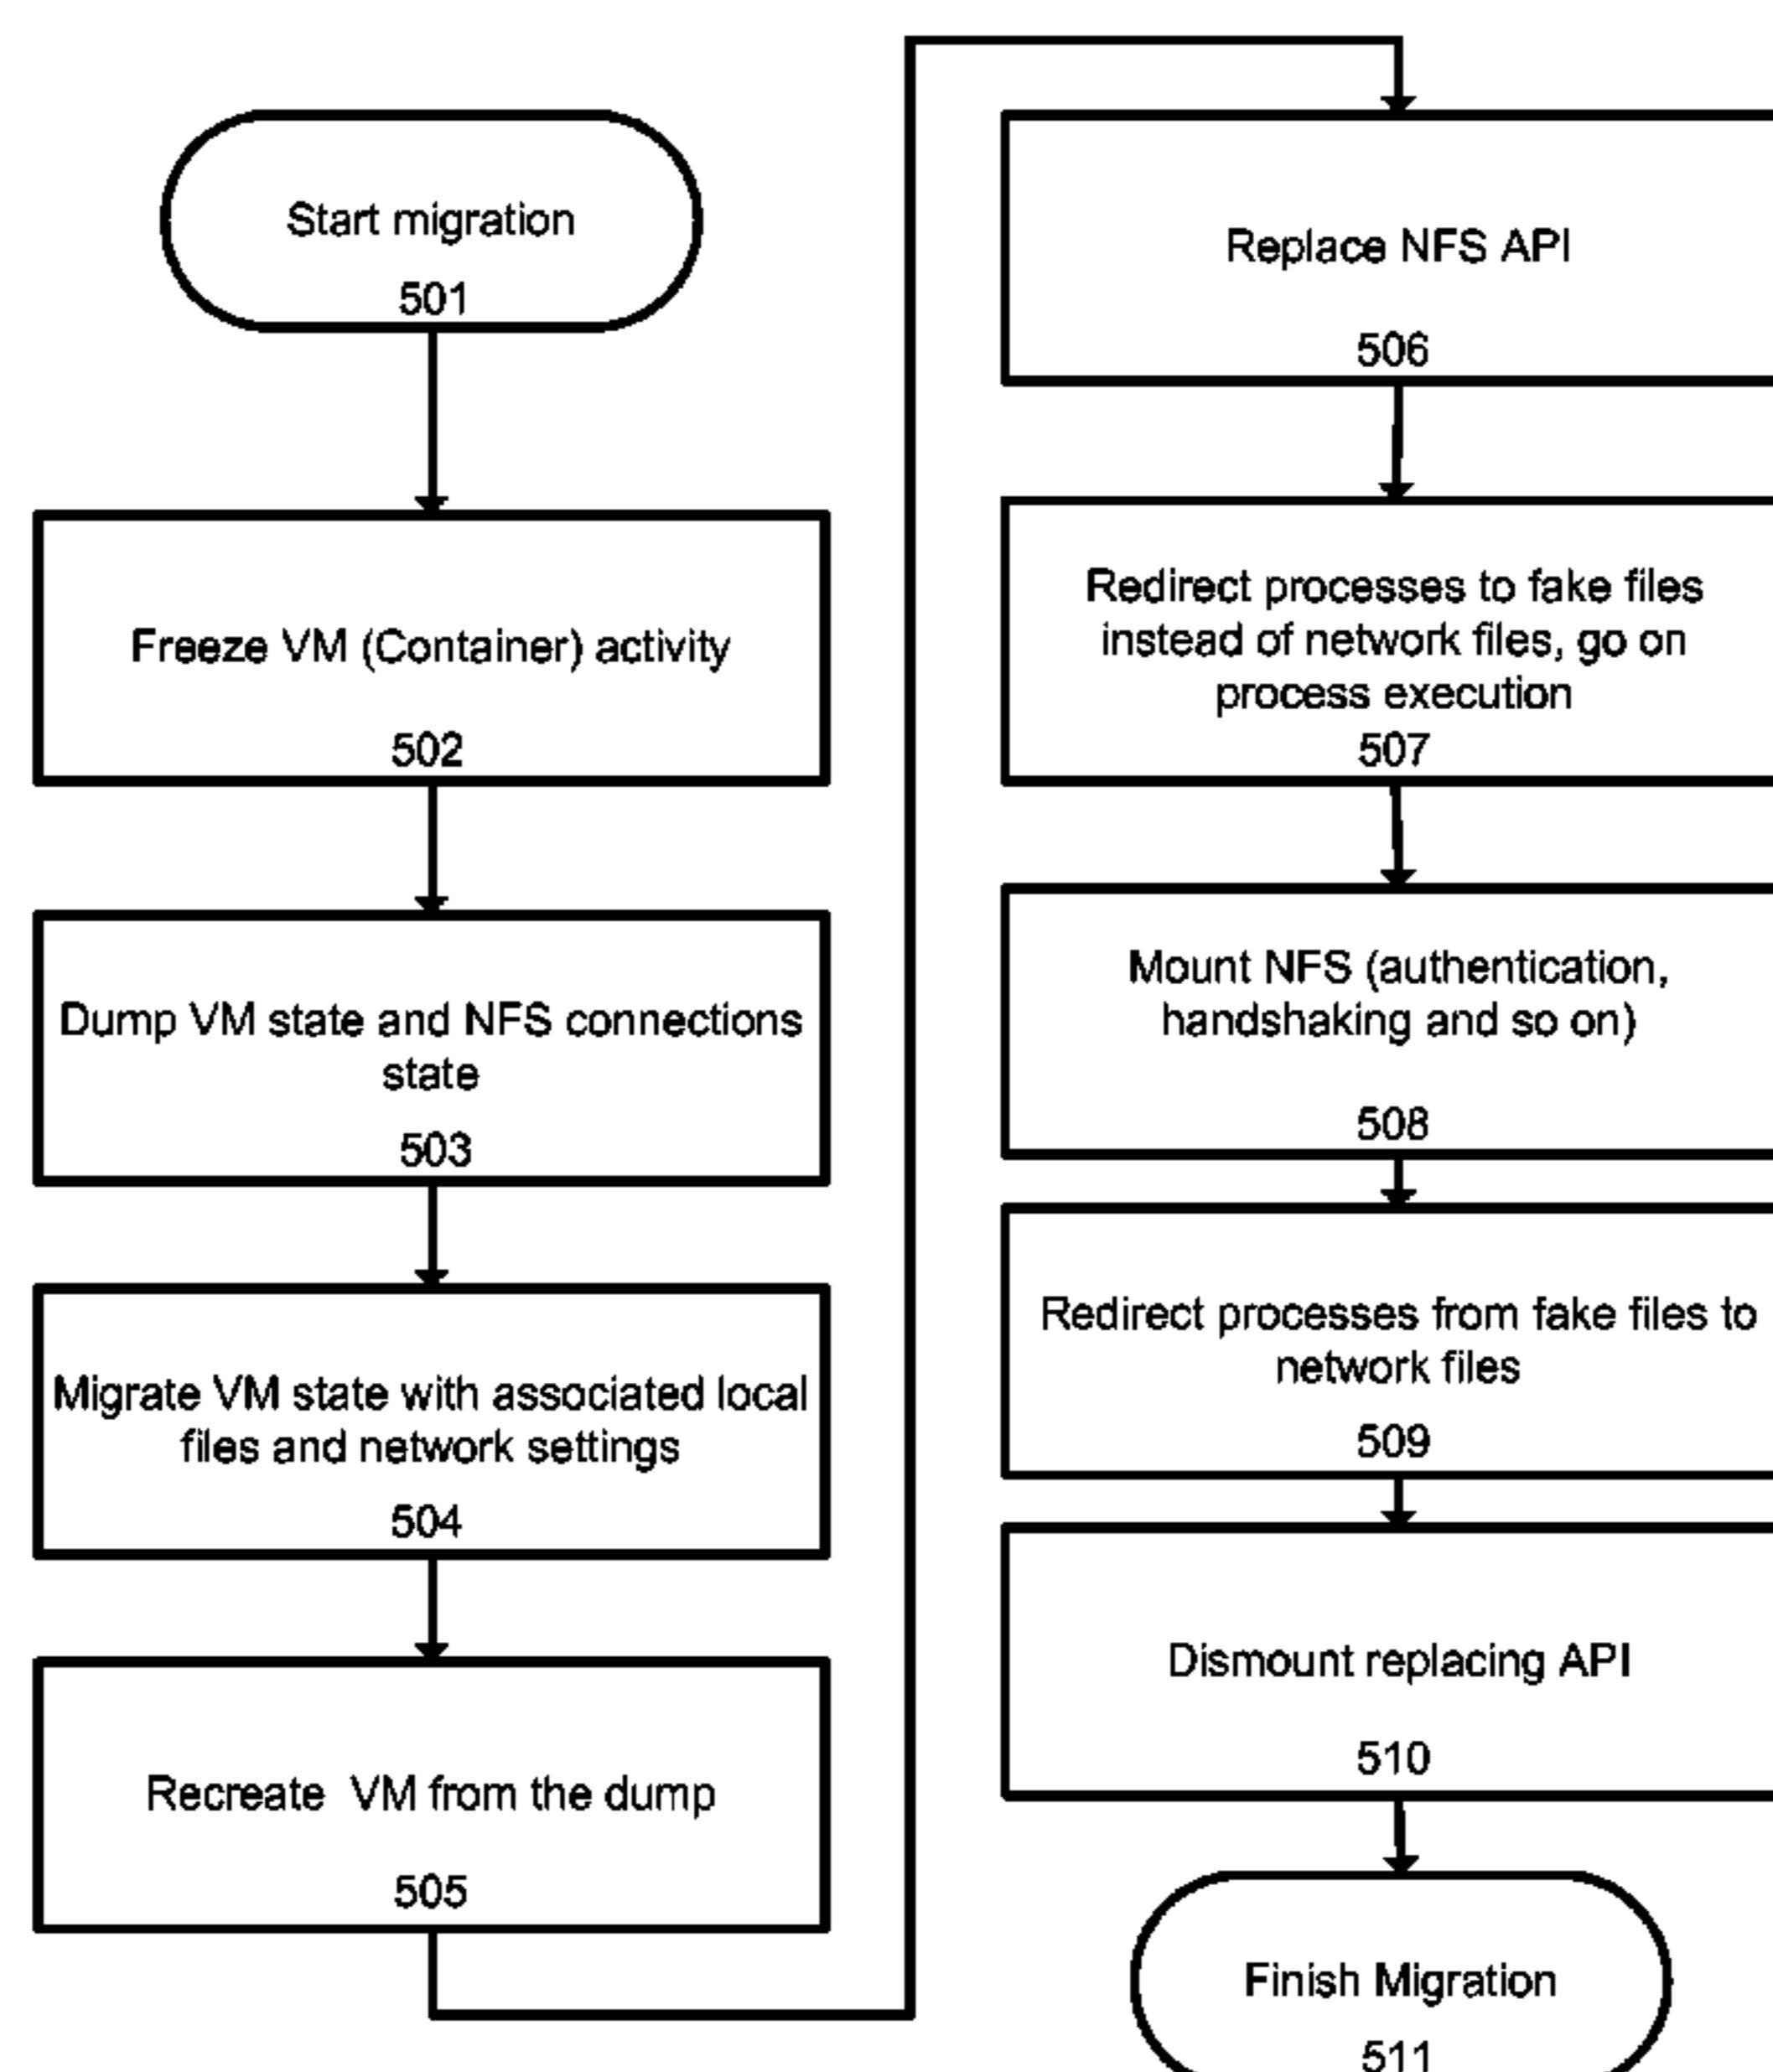 Start migration
501
Freeze VM (Container) activity
502
Dump VM state and NFS connections
state
503
Migrate VM state with associated local
files and network settings
504
Recreate VM from the dump
505
Replace NFS API
506
Redirect processes to fake files
instead of network files, go on
process execution
507
Mount NFS (authentication,
handshaking and so on)
508
Redirect processes from fake files to
network files
509
Dismount replacing API
510
Finish Migration
511